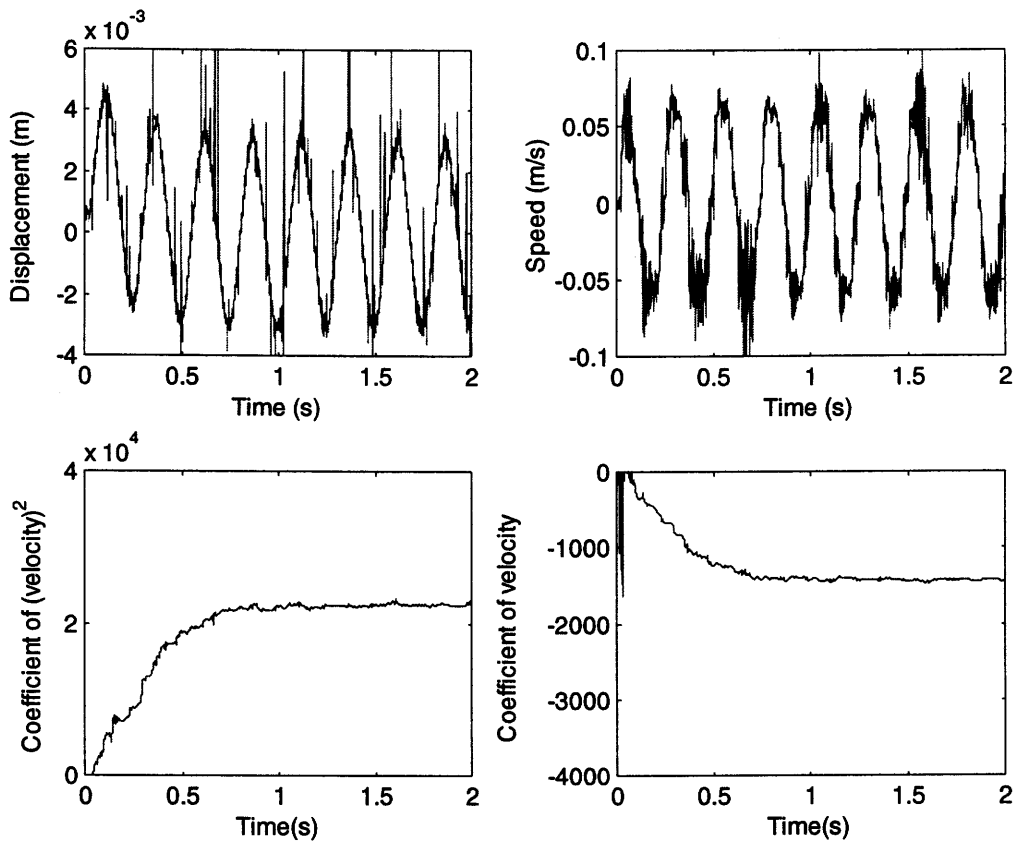 x 10^-3
6
4
2
0
-2
-4
Displacement (m)
0 0.5 1 1.5 2
Time (s)
0.1
0.05
0
-0.05
-0.1
Speed (m/s)
0 0.5 1 1.5 2
Time (s)
x 10^4
4
2
0
Coefficient of (velocity)^2
0 0.5 1 1.5 2
Time(s)
0
-1000
-2000
-3000
-4000
Coefficient of velocity
0 0.5 1 1.5 2
Time(s)